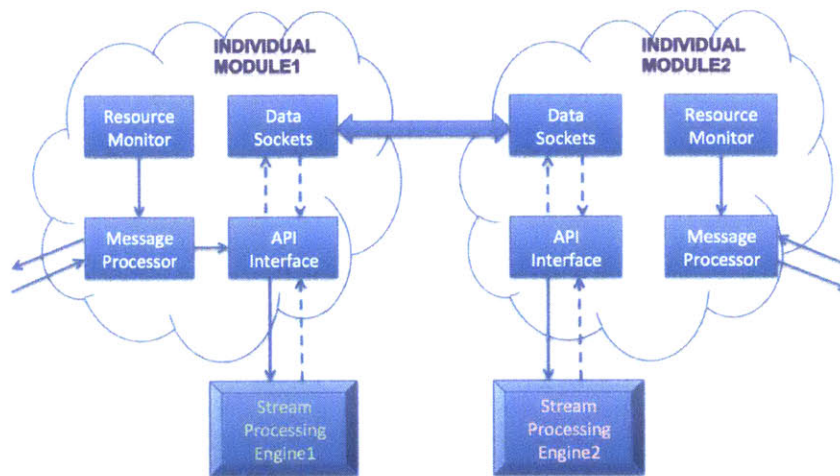 INDIVIDUAL
MODULE1
INDIVIDUAL
MODULE2
Resource
Monitor
Data
Sockets
Data
Sockets
Resource
Monitor
Message
Processor
API
Interface
API
Interface
Message
Processor
Stream
Processing
Engine1
Stream
Processing
Engine2